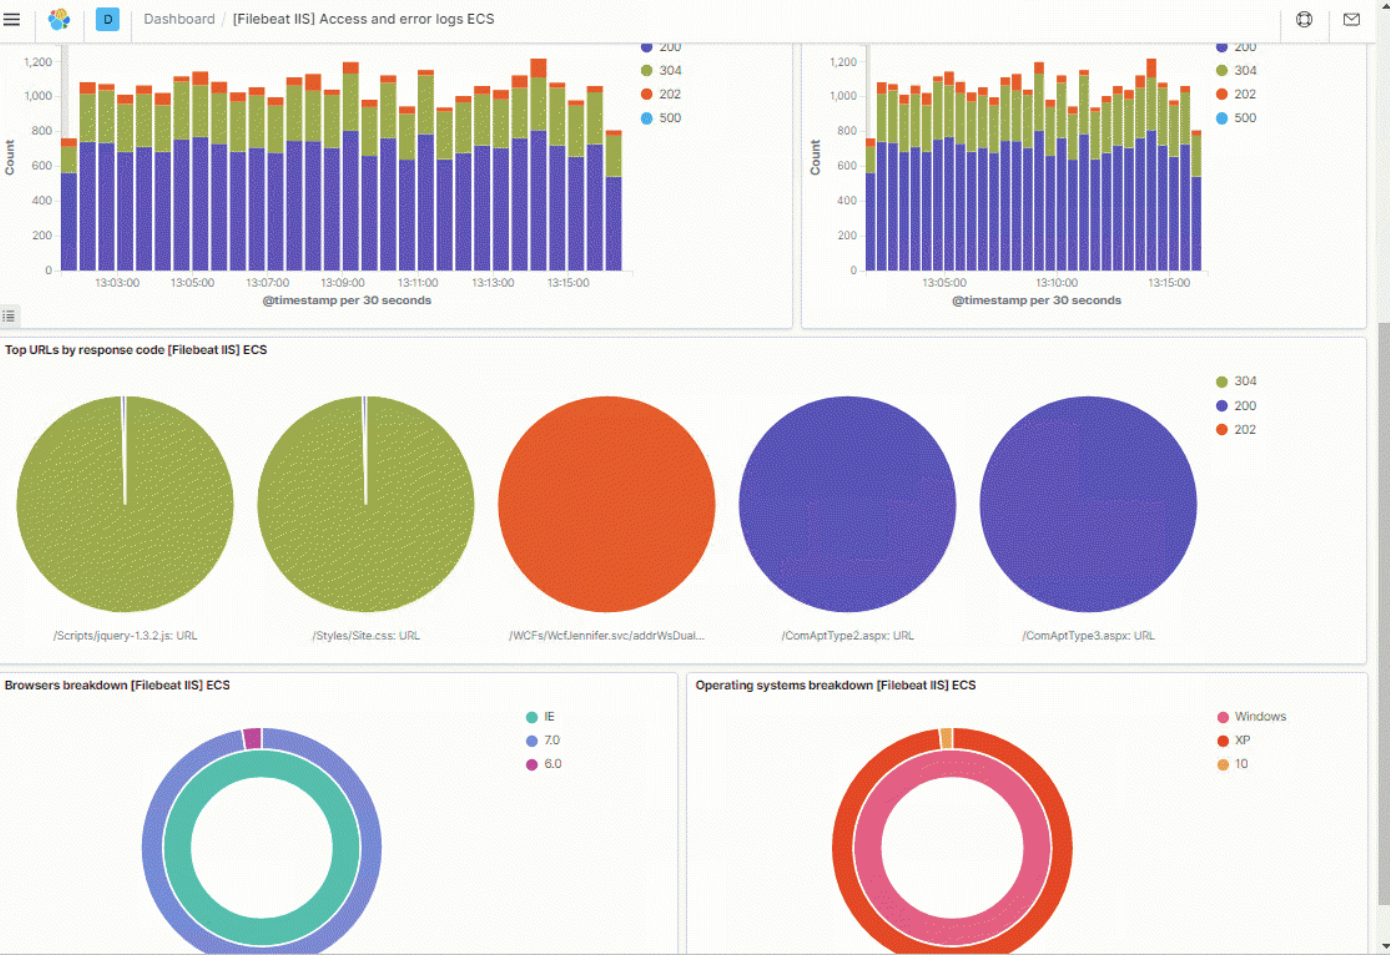 D Dashboard / [Filebeat IIS] Access and error logs ECS
200
304
202
500
1,200
1,000
800
600
400
200
0
Count
13:03:00 13:05:00 13:07:00 13:09:00 13:11:00 13:13:00 13:15:00
@timestamp per 30 seconds
200
304
202
500
1,200
1,000
800
600
400
200
0
Count
13:05:00 13:10:00 13:15:00
@timestamp per 30 seconds
Top URLs by response code [Filebeat IIS] ECS
304
200
202
/Scripts/jquery-1.3.2.js: URL
/Styles/Site.css: URL
/WCFs/WcfJennifer.svc/addrWsDual...
/ComAptType2.aspx: URL
/ComAptType3.aspx: URL
Browsers breakdown [Filebeat IIS] ECS
IE
7.0
6.0
Operating systems breakdown [Filebeat IIS] ECS
Windows
XP
10